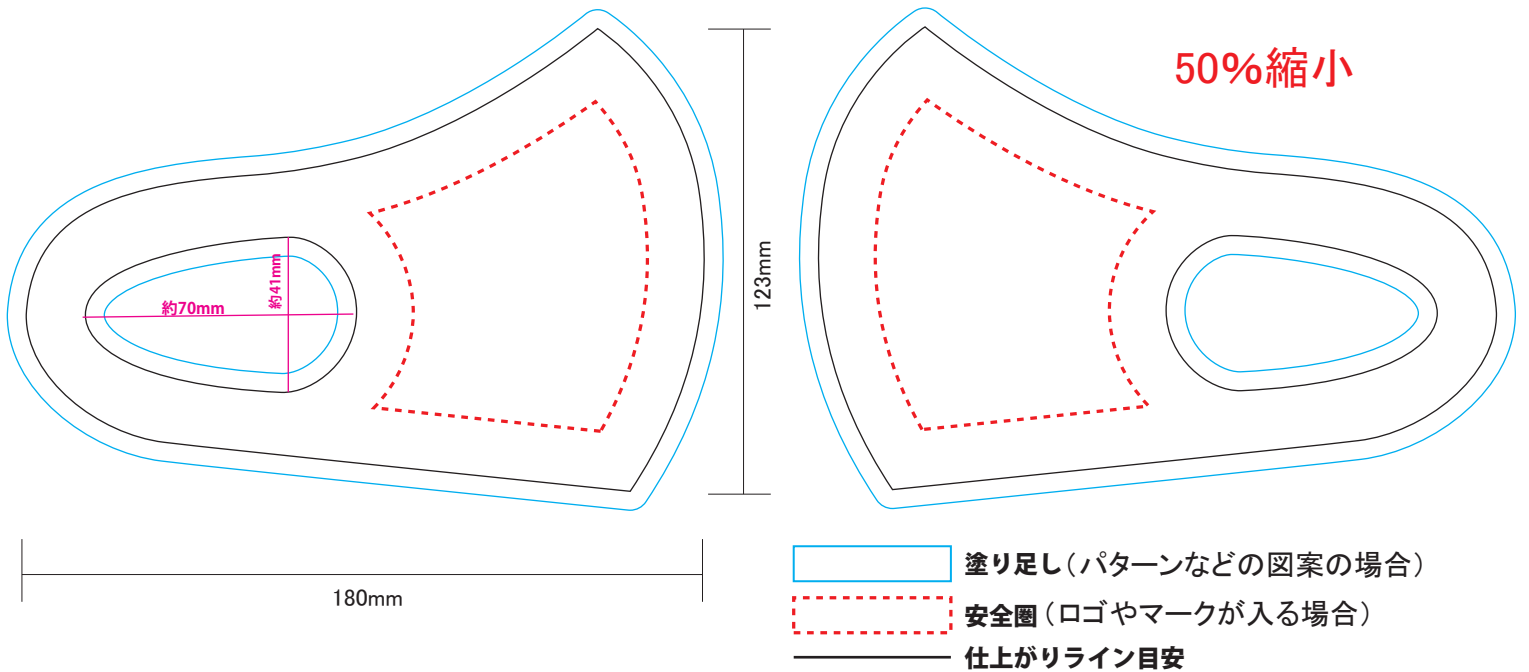 50%縮小
約41mm
約70mm
123mm
180mm
塗り足し(パターンなどの図案の場合)
安全圏(ロゴやマークが入る場合)
仕上がりライン目安